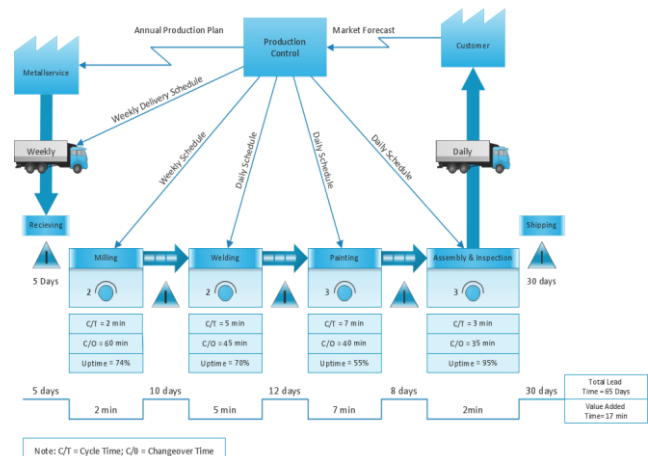 Annual Production Plan
Market Forecast
Production
Control
Customer
Metallservice
Weekly Delivery Schedule
Weekly
Daily
Weekly Schedule
Daily Schedule
Daily Schedule
Daily Schedule
Recieving
Shipping
Milling
Welding
Painting
Assembly & Inspection
I
I
I
I
I
5 Days
2
2
3
3
30 days
C/T = 2 min
C/T = 5 min
C/T = 7 min
C/T = 3 min
C/O = 60 min
C/O = 45 min
C/O = 40 min
C/O = 35 min
Uptime = 74%
Uptime = 70%
Uptime = 55%
Uptime = 95%
5 days
10 days
12 days
8 days
30 days
2 min
5 min
7 min
2min
Total Lead
Time = 65 Days
Value Added
Time= 17 min
Note: C/T = Cycle Time; C/0 = Changeover Time